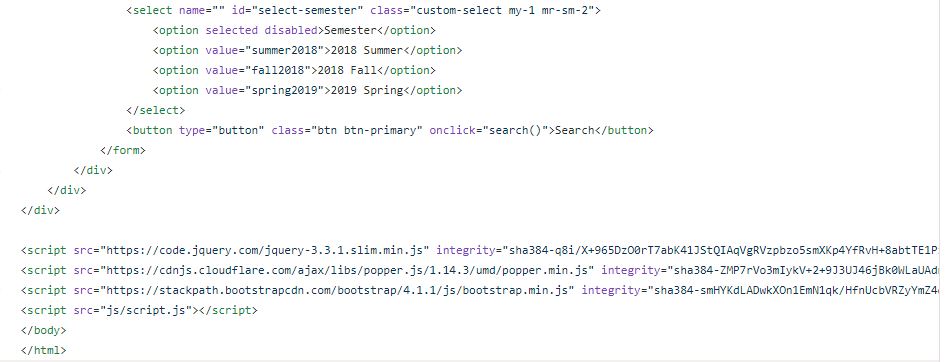 <select name="" id="select-semester" class="custom-select my-1 mr-sm-2">
<option selected disabled>Semester</option>
<option value="summer2018">2018 Summer</option>
<option value="fall2018">2018 Fall</option>
<option value="spring2019">2019 Spring</option>
</select>
<button type="button" class="btn btn-primary" onclick="search()">Search</button>
</form>
</div>
</div>
</div>
<script src="https://code.jquery.com/jquery-3.3.1.slim.min.js" integrity="sha384-q8i/X+965DzO0rT7abK41JStQIAqVgRVzpbzo5smXKp4YfRvH+8abtTE1P
<script src="https://cdnjs.cloudflare.com/ajax/libs/popper.js/1.14.3/umd/popper.min.js" integrity="sha384-ZMP7rVo3mIykV+2+9J3UJ46jBk0WLaUAd
<script src="https://stackpath.bootstrapcdn.com/bootstrap/4.1.1/js/bootstrap.min.js" integrity="sha384-smHYKdLADwkXOn1EmN1qk/HfnUcbVRZyYmZ4
<script src="js/script.js"></script>
</body>
</html>